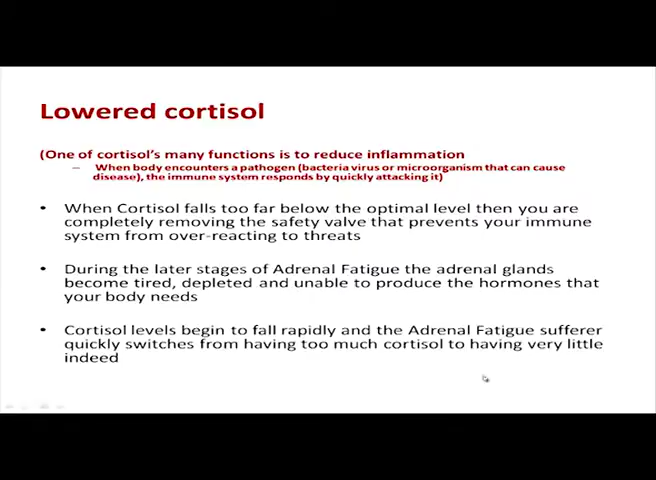 Lowered cortisol
(One of cortisol's many functions is to reduce inflammation
– When body encounters a pathogen (bacteria virus or microorganism that can cause
disease), the immune system responds by quickly attacking it)
• When Cortisol falls too far below the optimal level then you are
completely removing the safety valve that prevents your immune
system from over-reacting to threats
• During the later stages of Adrenal Fatigue the adrenal glands
become tired, depleted and unable to produce the hormones that
your body needs
• Cortisol levels begin to fall rapidly and the Adrenal Fatigue sufferer
quickly switches from having too much cortisol to having very little
indeed